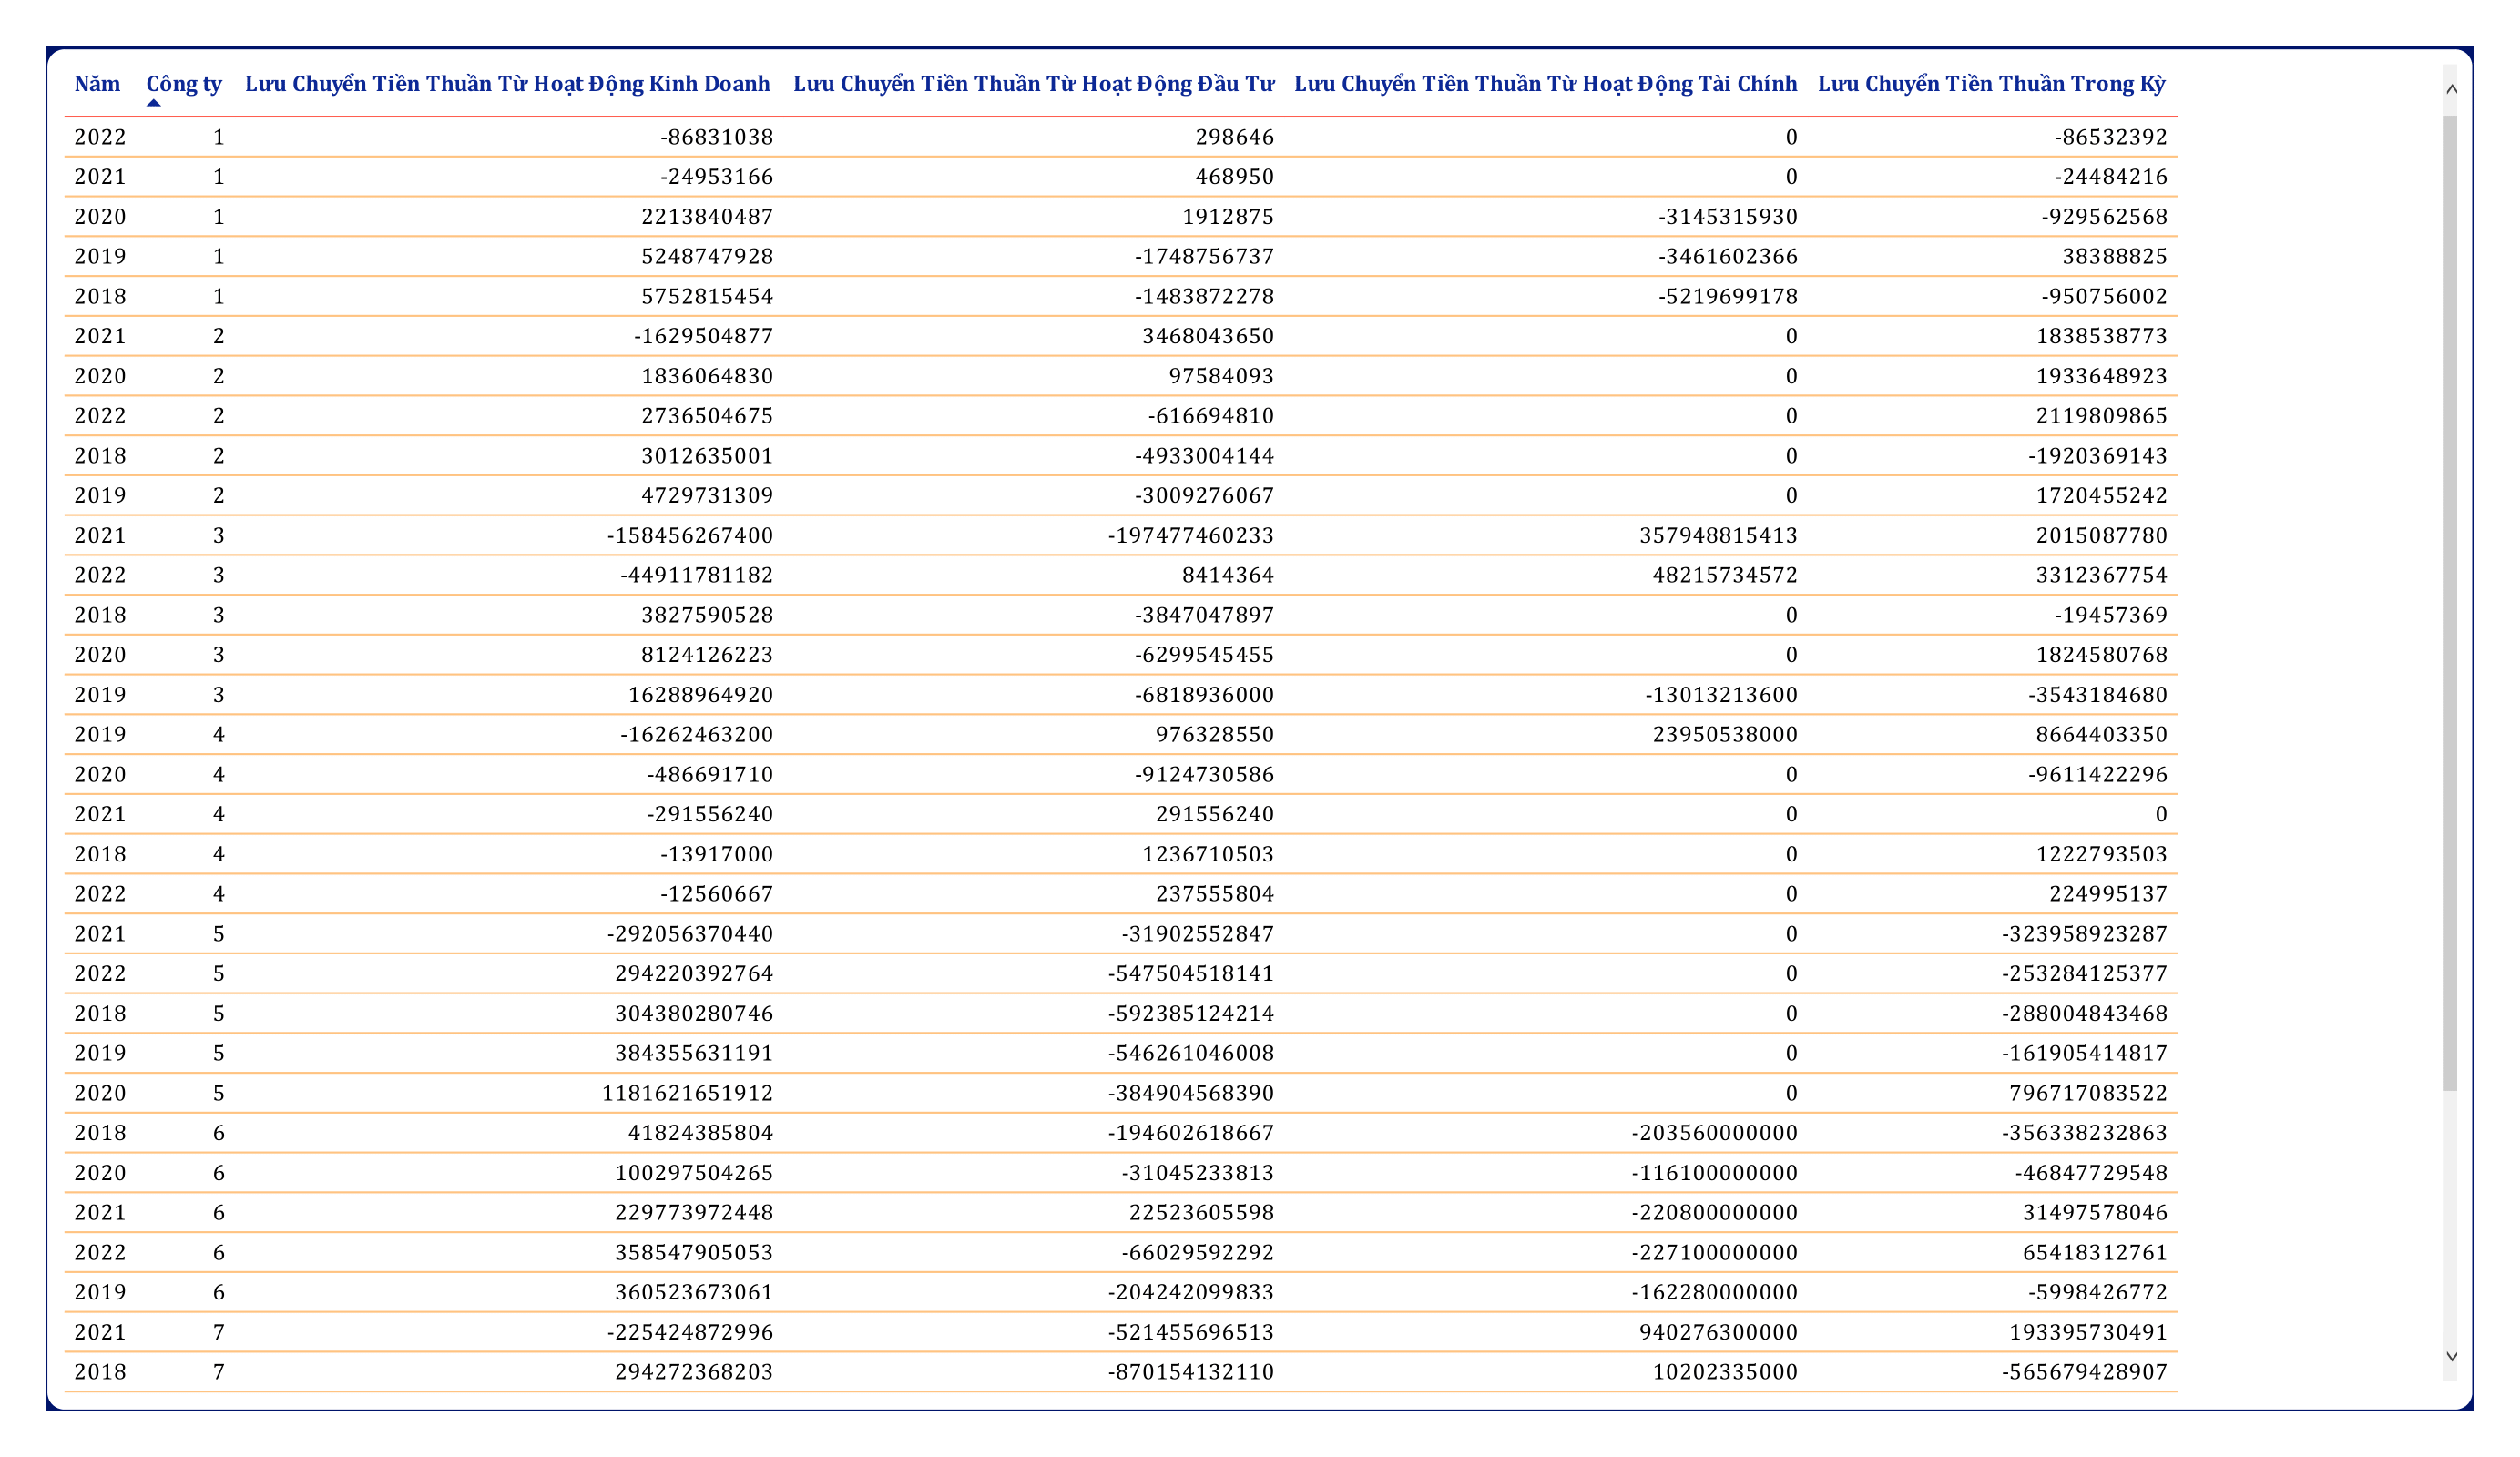 Năm Công ty Lưu Chuyển Tiền Thuần Từ Hoạt Động Kinh Doanh Lưu Chuyển Tiền Thuần Từ Hoạt Động Đầu Tư Lưu Chuyển Tiền Thuần Từ Hoạt Động Tài Chính Lưu Chuyển Tiền Thuần Trong Kỳ
2022 1 -86831038 298646 0 -86532392
2021 1 -24953166 468950 0 -24484216
2020 1 2213840487 1912875 -3145315930 -929562568
2019 1 5248747928 -1748756737 -3461602366 38388825
2018 1 5752815454 -1483872278 -5219699178 -950756002
2021 2 -1629504877 3468043650 0 1838538773
2020 2 1836064830 97584093 0 1933648923
2022 2 2736504675 -616694810 0 2119809865
2018 2 3012635001 -4933004144 0 -1920369143
2019 2 4729731309 -3009276067 0 1720455242
2021 3 -158456267400 -197477460233 357948815413 2015087780
2022 3 -44911781182 8414364 48215734572 3312367754
2018 3 3827590528 -3847047897 0 -19457369
2020 3 8124126223 -6299545455 0 1824580768
2019 3 16288964920 -6818936000 -13013213600 -3543184680
2019 4 -16262463200 976328550 23950538000 8664403350
2020 4 -486691710 -9124730586 0 -9611422296
2021 4 -291556240 291556240 0 0
2018 4 -13917000 1236710503 0 1222793503
2022 4 -12560667 237555804 0 224995137
2021 5 -292056370440 -31902552847 0 -323958923287
2022 5 294220392764 -547504518141 0 -253284125377
2018 5 304380280746 -592385124214 0 -288004843468
2019 5 384355631191 -546261046008 0 -161905414817
2020 5 1181621651912 -384904568390 0 796717083522
2018 6 41824385804 -194602618667 -203560000000 -356338232863
2020 6 100297504265 -31045233813 -116100000000 -46847729548
2021 6 229773972448 22523605598 -220800000000 31497578046
2022 6 358547905053 -66029592292 -227100000000 65418312761
2019 6 360523673061 -204242099833 -162280000000 -5998426772
2021 7 -225424872996 -521455696513 940276300000 193395730491
2018 7 294272368203 -870154132110 10202335000 -565679428907